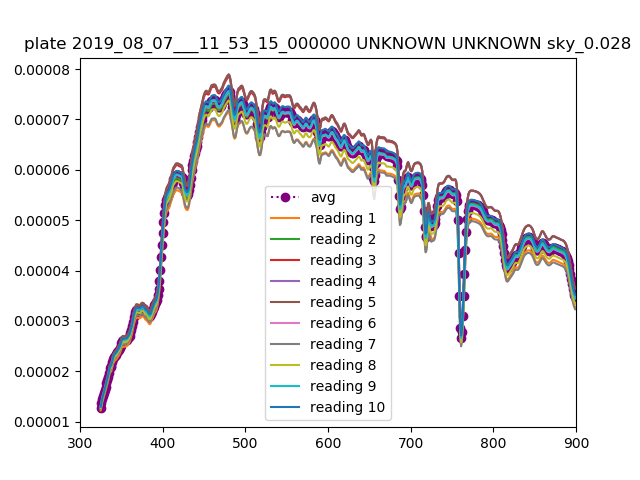 plate 2019_08_07___11_53_15_000000 UNKNOWN UNKNOWN sky_0.028
0.00008
0.00007
0.00006
0.00005
0.00004
0.00003
0.00002
0.00001
avg
reading 1
reading 2
reading 3
reading 4
reading 5
reading 6
reading 7
reading 8
reading 9
reading 10
300 400 500 600 700 800 900